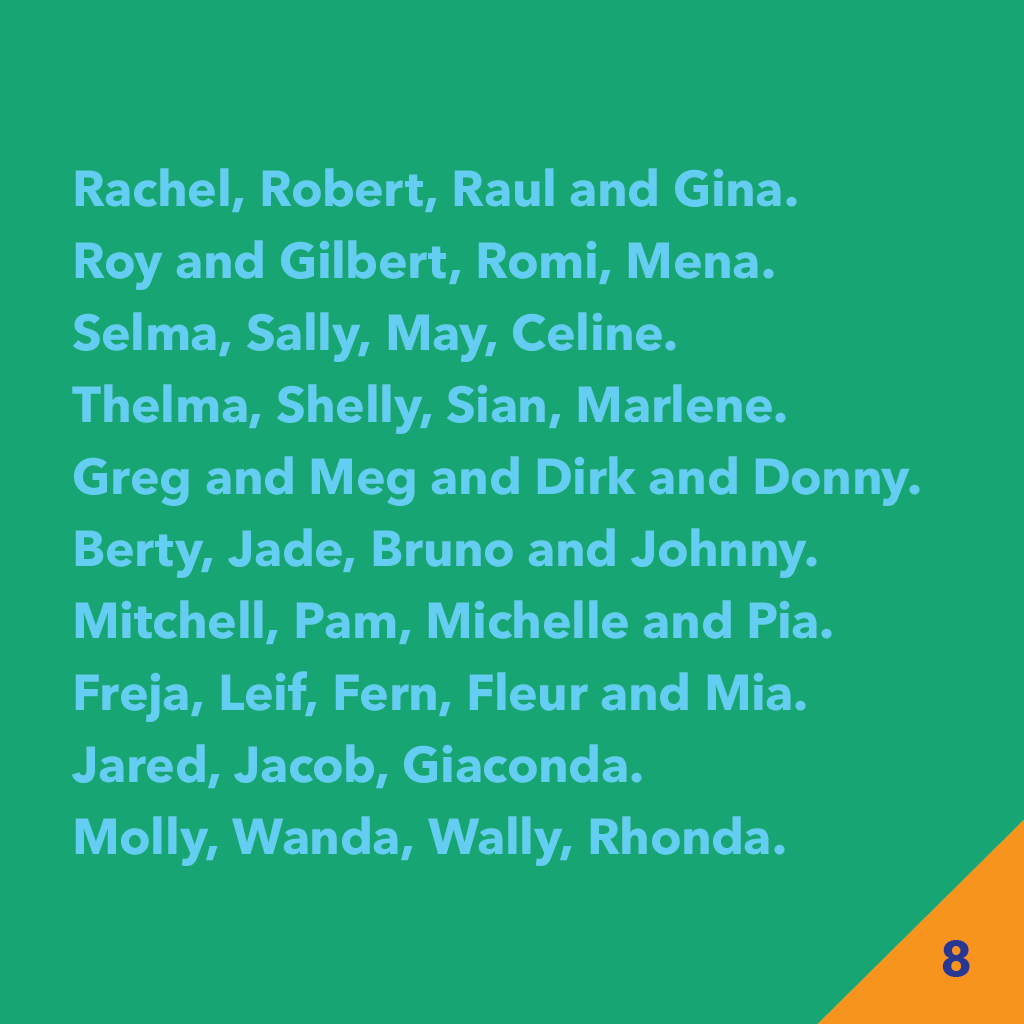 Rachel, Robert, Raul and Gina.
Roy and Gilbert, Romi, Mena.
Selma, Sally, May, Celine.
Thelma, Shelly, Sian, Marlene.
Greg and Meg and Dirk and Donny.
Berty, Jade, Bruno and Johnny.
Mitchell, Pam, Michelle and Pia.
Freja, Leif, Fern, Fleur and Mia.
Jared, Jacob, Giaconda.
Molly, Wanda, Wally, Rhonda.
8